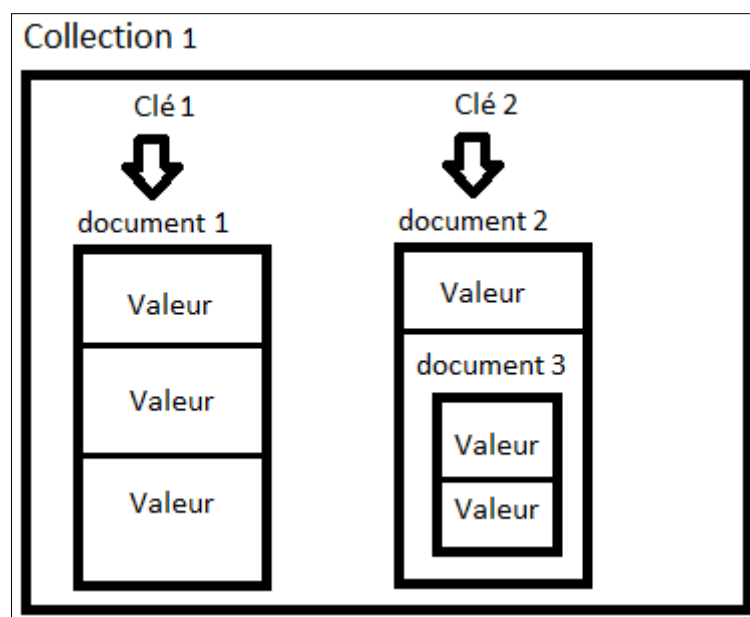 Collection 1
Clé 1
document 1
Valeur
Valeur
Valeur
Clé 2
document 2
Valeur
document 3
Valeur
Valeur